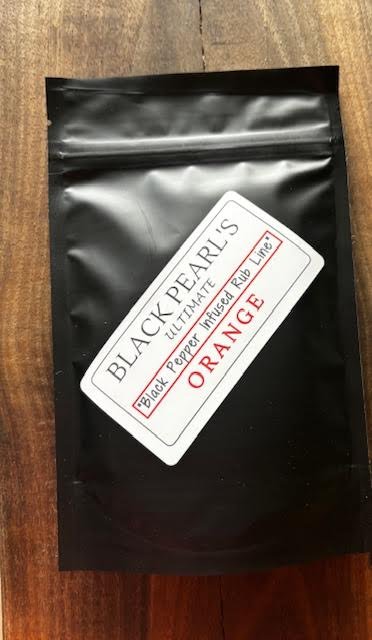 BLACK PEARL'S
ULTIMATE
"Black Pepper Infused Rub Line"
ORANGE